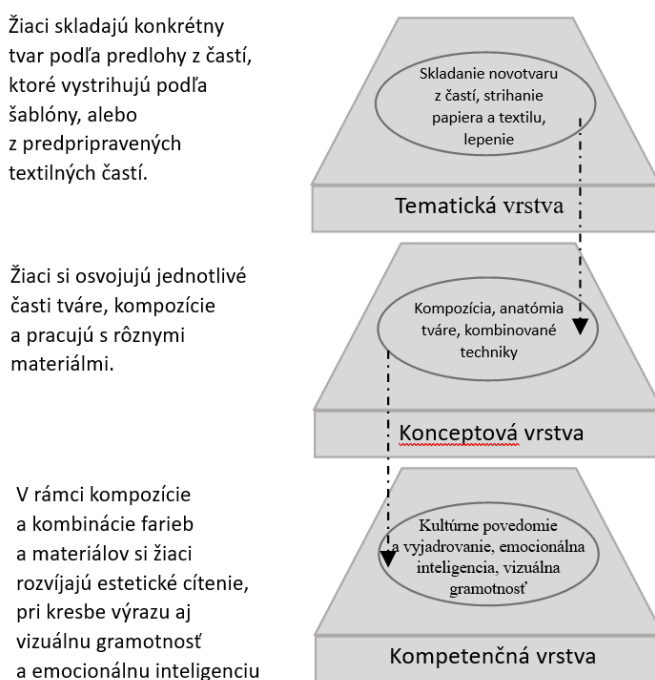 Žiaci skladajú konkrétny
tvar podľa predlohy z častí,
ktoré vystrihujú podľa
šablóny, alebo
z predpripravených
textilných častí.
Skladanie novotvaru
z častí, strihanie
papiera a textilu,
lepenie
Tematická vrstva
Žiaci si osvojujú jednotlivé
časti tváre, kompozície
a pracujú s rôznymi
materiálmi.
Kompozícia, anatómia
tváre, kombinované
techniky
Konceptová vrstva
V rámci kompozície
a kombinácie farieb
a materiálov si žiaci
rozvíjajú estetické cítenie,
pri kresbe výrazu aj
vizuálnu gramotnosť
a emocionálnu inteligenciu
Kultúrne povedomie
a vyjadrovanie, emocionálna
inteligencia, vizuálna
gramotnosť
Kompetenčná vrstva